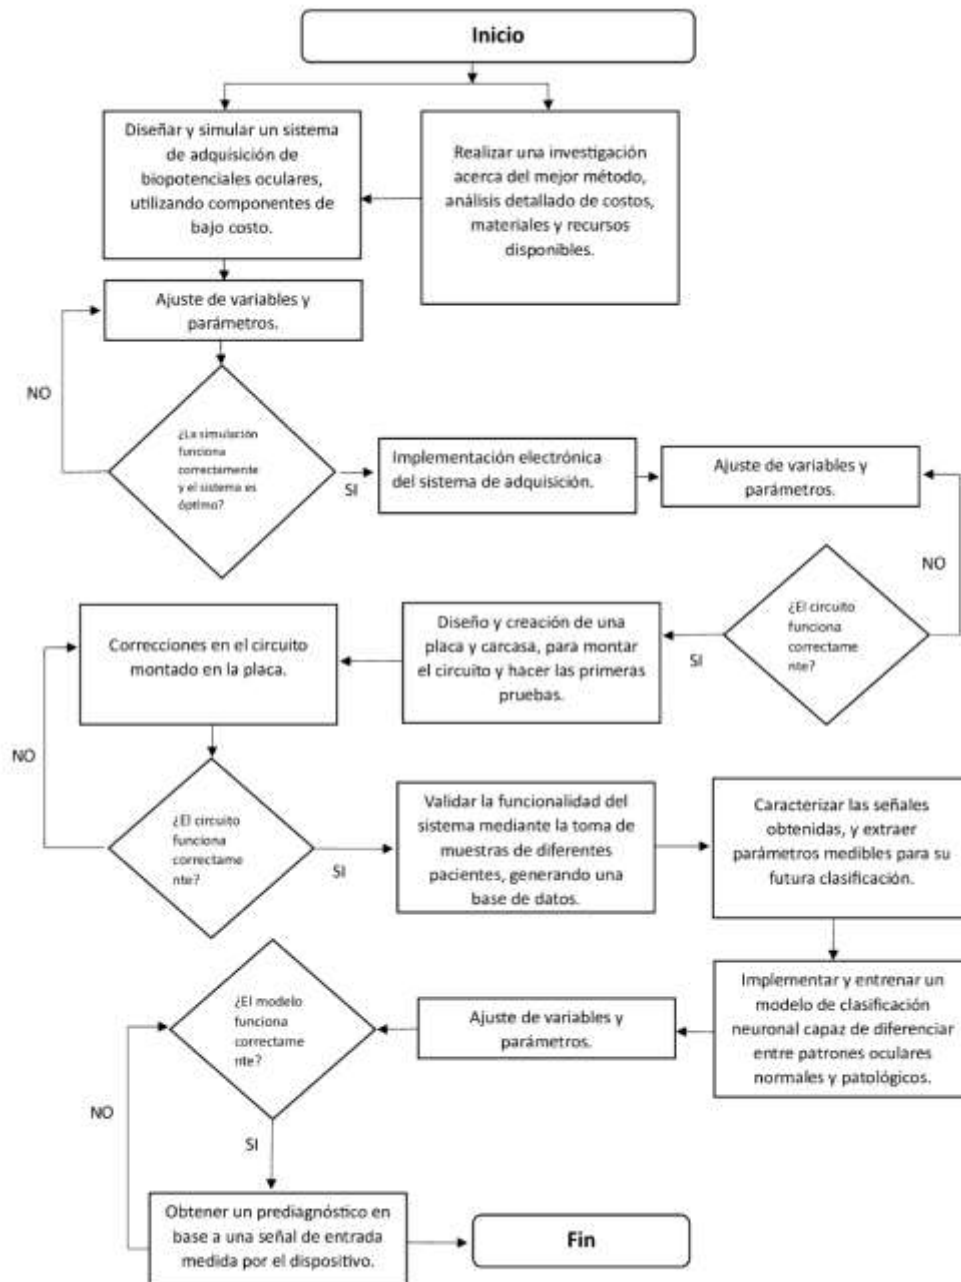 Inicio
Diseñar y simular un sistema
de adquisición de
biopotenciales oculares,
utilizando componentes de
bajo costo.
Realizar una investigación
acerca del mejor método,
análisis detallado de costos,
materiales y recursos
disponibles.
Ajuste de variables y
parámetros.
NO
¿La simulación
funciona
correctamente
y el sistema es
óptimo?
SI
Implementación electrónica
del sistema de adquisición.
Ajuste de variables y
parámetros.
NO
¿El circuito
funciona
correctame
nte?
SI
Diseño y creación de una
placa y carcasa, para montar
el circuito y hacer las primeras
pruebas.
Correcciones en el circuito
montado en la placa.
NO
¿El circuito
funciona
correctame
nte?
SI
Validar la funcionalidad del
sistema mediante la toma de
muestras de diferentes
pacientes, generando una
base de datos.
Caracterizar las señales
obtenidas, y extraer
parámetros medibles para su
futura clasificación.
Implementar y entrenar un
modelo de clasificación
neuronal capaz de diferenciar
entre patrones oculares
normales y patológicos.
Ajuste de variables y
parámetros.
¿El modelo
funciona
correctame
nte?
NO
SI
Obtener un prediagnóstico en
base a una señal de entrada
medida por el dispositivo.
Fin